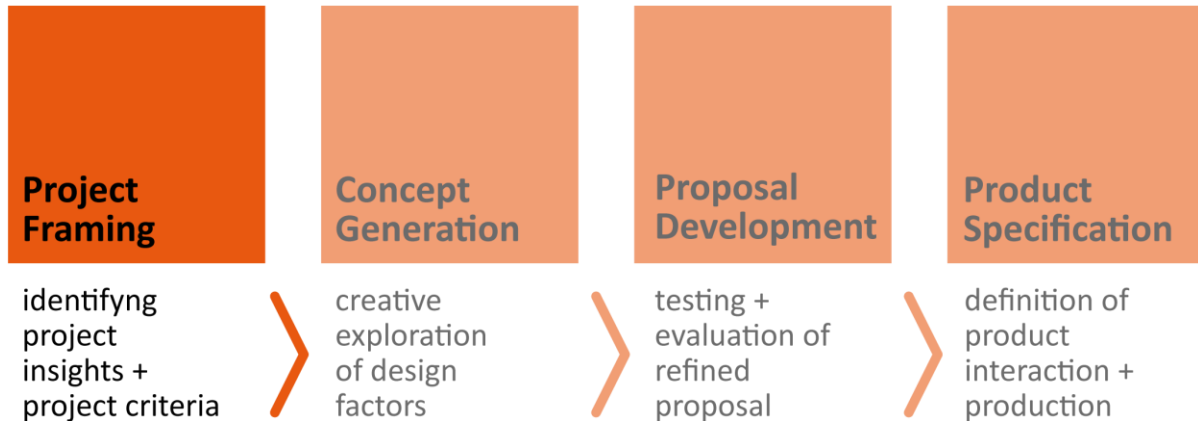 Project
Framing
identifyng
project
insights +
project criteria
Concept
Generation
creative
exploration
of design
factors
Proposal
Development
testing +
evaluation of
refined
proposal
Product
Specification
definition of
product
interaction +
production